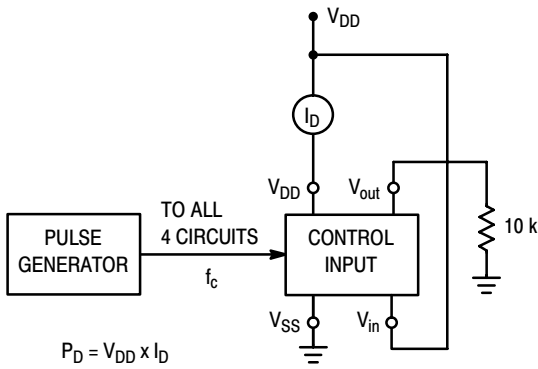 V_DD
I_D
V_DD
V_out
TO ALL
4 CIRCUITS
PULSE
GENERATOR
CONTROL
INPUT
10 k
f_c
V_SS
V_in
P_D = V_DD x I_D